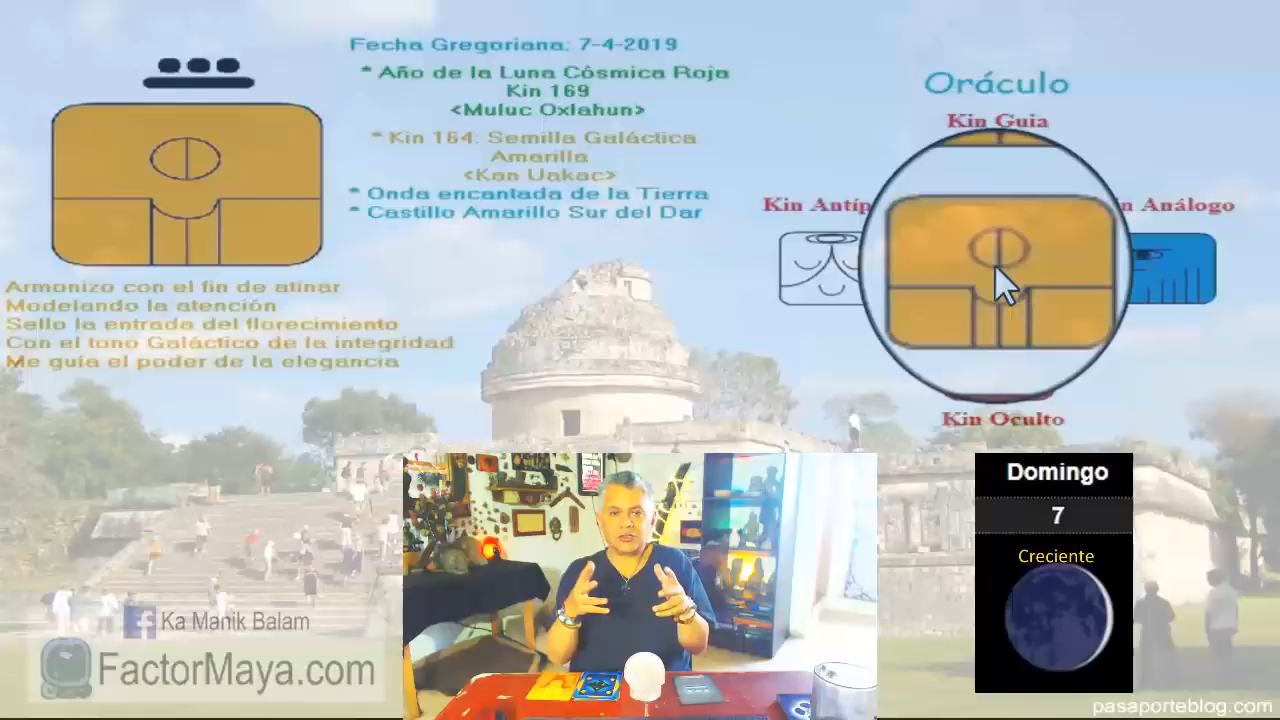 Fecha Gregoriana: 7-4-2019
* Año de la Luna Cósmica Roja
Kin 169
<Muluc Oxlahun>
* Kin 164: Semilla Galáctica
Amarilla
<Kan Uakac>
* Onda encantada de la Tierra
* Castillo Amarillo Sur del Dar
Armonizo con el fin de atinar
Modelando la atención
Sello la entrada del florecimiento
Con el tono Galáctico de la integridad
Me guía el poder de la elegancia
Oráculo
Kin Guia
Kin Antíp
n Análogo
Kin Oculto
Domingo
7
Creciente
Ka Manik Balam
FactorMaya.com
pasaporteblog.com